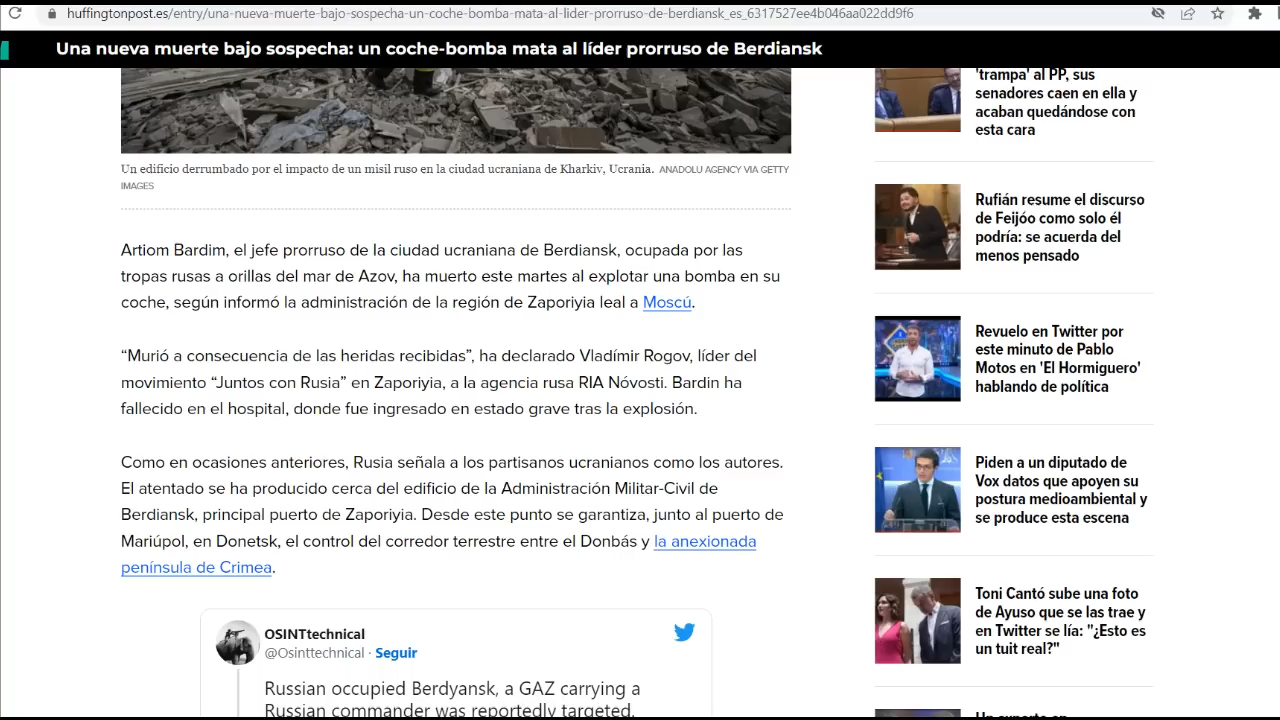 huffingtonpost.es/entry/una-nueva-muerte-bajo-sospecha-un-coche-bomba-mata-al-lider-prorruso-de-berdiansk_es_6317527ee4b046aa022dd9f6
Una nueva muerte bajo sospecha: un coche-bomba mata al líder prorruso de Berdiansk
Un edificio derrumbado por el impacto de un misil ruso en la ciudad ucraniana de Kharkiv, Ucrania. ANADOLU AGENCY VIA GETTY
IMAGES
Artiom Bardim, el jefe prorruso de la ciudad ucraniana de Berdiansk, ocupada por las
tropas rusas a orillas del mar de Azov, ha muerto este martes al explotar una bomba en su
coche, según informó la administración de la región de Zaporiyia leal a Moscú.
“Murió a consecuencia de las heridas recibidas”, ha declarado Vladímir Rogov, líder del
movimiento “Juntos con Rusia” en Zaporiyia, a la agencia rusa RIA Nóvosti. Bardin ha
fallecido en el hospital, donde fue ingresado en estado grave tras la explosión.
Como en ocasiones anteriores, Rusia señala a los partisanos ucranianos como los autores.
El atentado se ha producido cerca del edificio de la Administración Militar-Civil de
Berdiansk, principal puerto de Zaporiyia. Desde este punto se garantiza, junto al puerto de
Mariúpol, en Donetsk, el control del corredor terrestre entre el Donbás y la anexionada
península de Crimea.
OSINTtechnical
@Osinttechnical · Seguir
Russian occupied Berdyansk, a GAZ carrying a
Russian commander was reportedly targeted.
'trampa' al PP, sus
senadores caen en ella y
acaban quedándose con
esta cara
Rufián resume el discurso
de Feijóo como solo él
podría: se acuerda del
menos pensado
Revuelo en Twitter por
este minuto de Pablo
Motos en 'El Hormiguero'
hablando de política
Piden a un diputado de
Vox datos que apoyen su
postura medioambiental y
se produce esta escena
Toni Cantó sube una foto
de Ayuso que se las trae y
en Twitter se lía: "¿Esto es
un tuit real?"
Un experto en